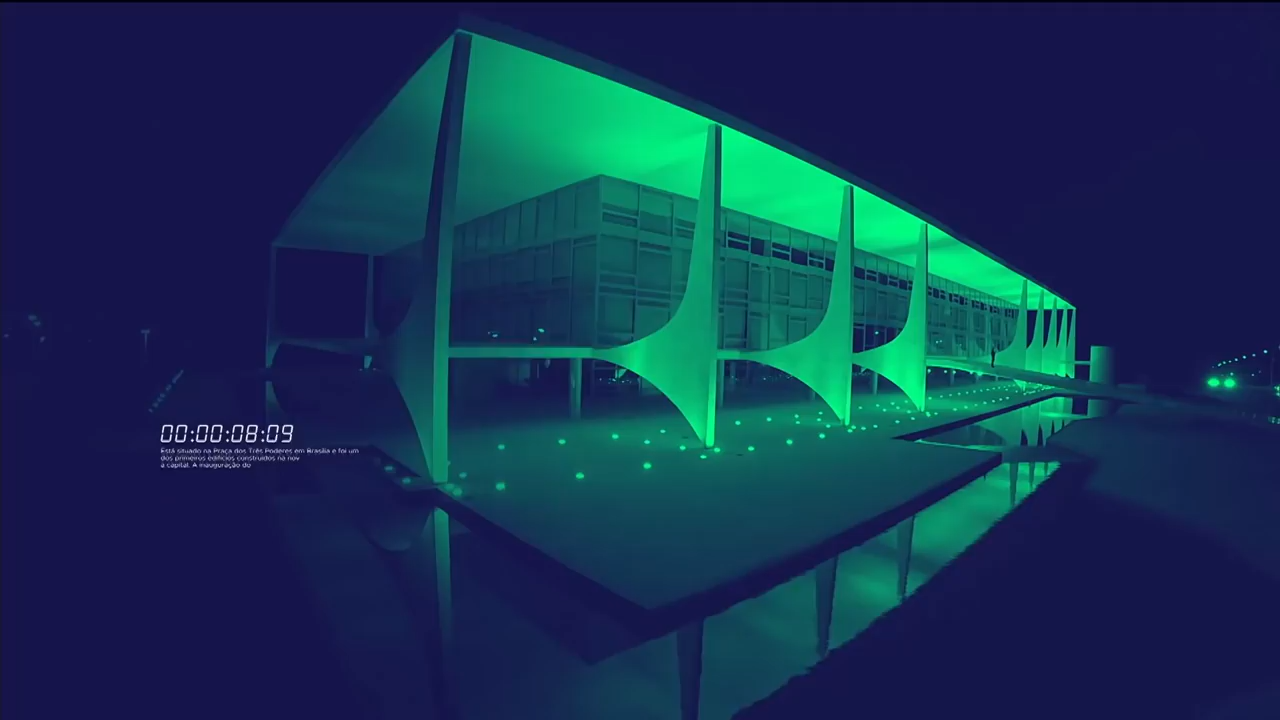 00:00:08:09
Está situado na Praça dos Três Poderes em Brasília e foi um
dos primeiros edifícios construídos na nov
a capital. A inauguração do